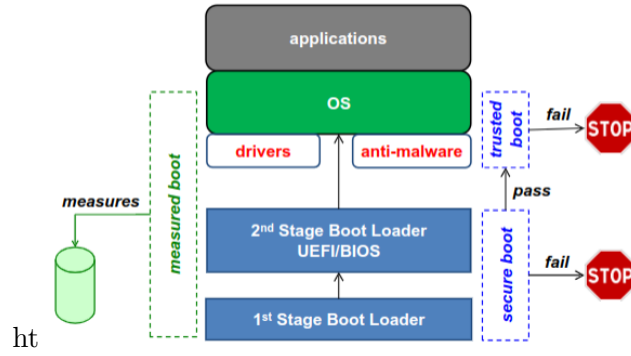 applications
OS
drivers
anti-malware
2nd Stage Boot Loader
UEFI/BIOS
1st Stage Boot Loader
measured boot
measures
trusted
boot
fail
STOP
pass
secure boot
fail
STOP
ht